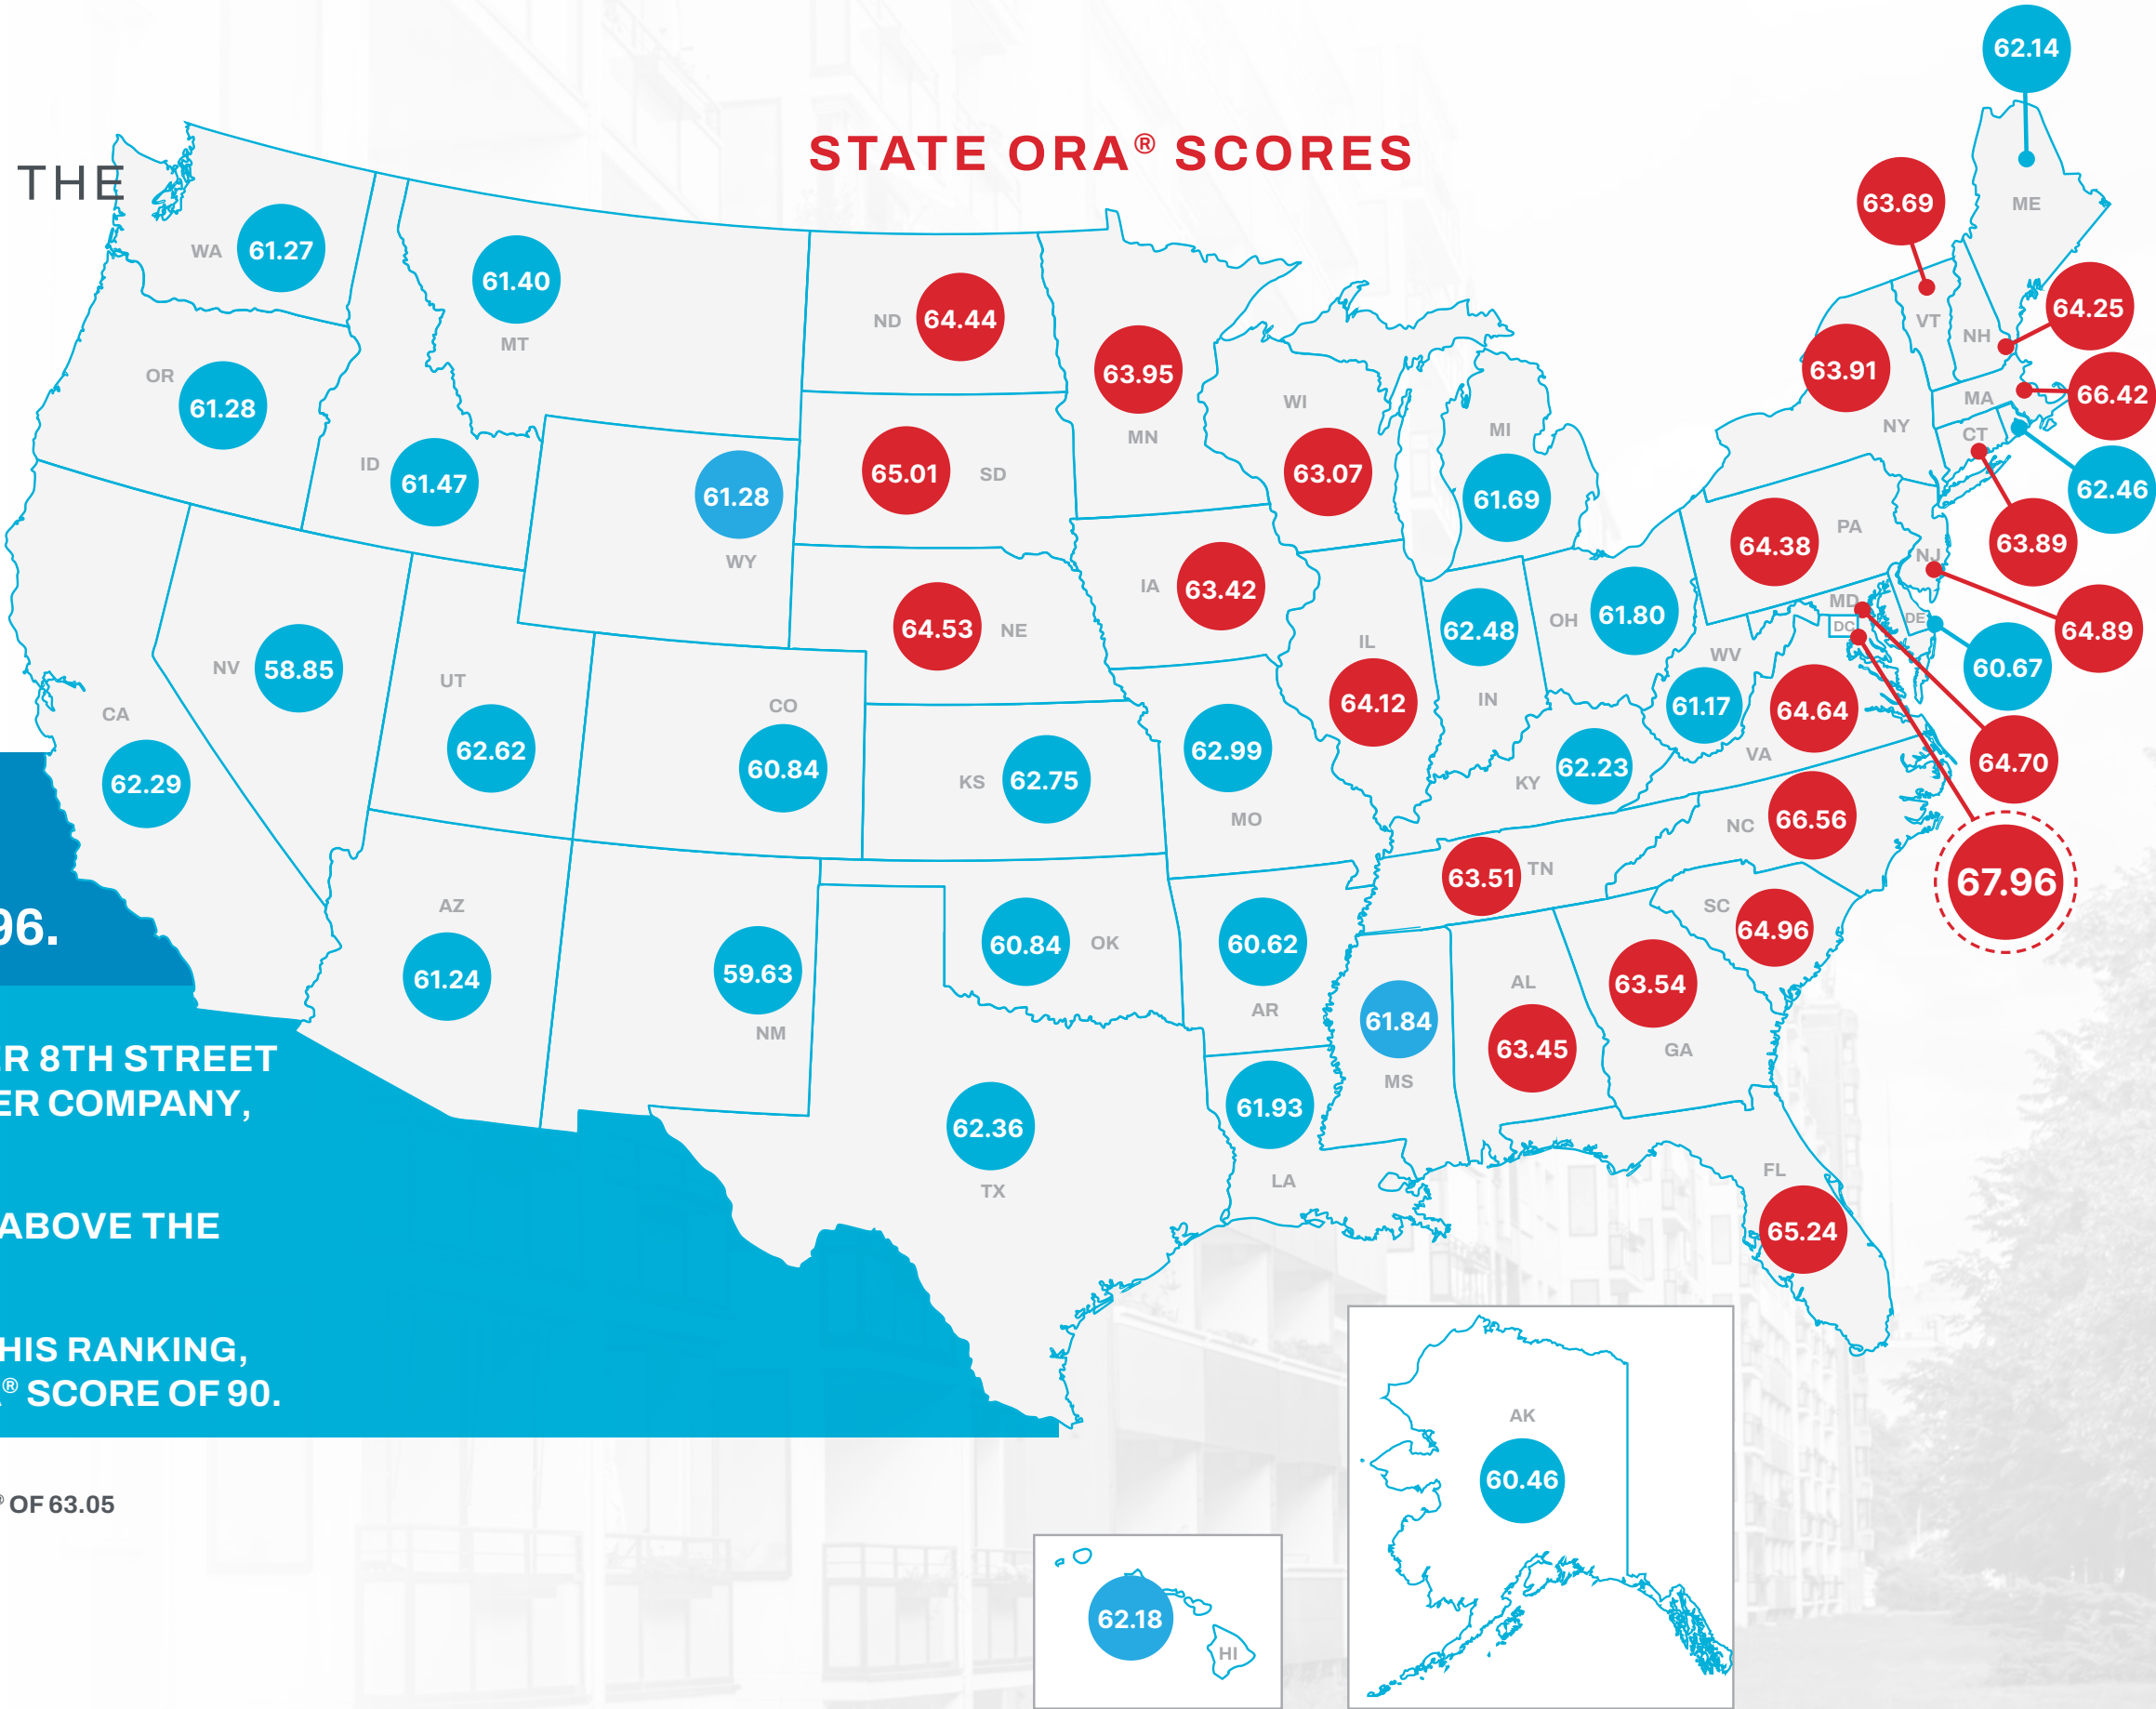 STATE ORA® SCORES
THE
62.14
ME
63.69
VT
64.25
NH
66.42
MA
62.46
63.89
CT
63.91
NY
WA
61.27
61.40
MT
ND
64.44
63.95
MN
WI
63.07
MI
61.69
OR
61.28
ID
61.47
61.28
WY
65.01
SD
64.38
PA
NJ
64.89
IA
63.42
64.53
NE
IL
64.12
62.48
IN
OH
61.80
MD
DC
DE
60.67
WV
61.17
64.64
VA
64.70
67.96
NV
58.85
UT
62.62
CO
60.84
KS
62.75
62.99
MO
KY
62.23
CA
62.29
NC
66.56
63.51
TN
SC
64.96
AZ
61.24
59.63
NM
60.84
OK
60.62
AR
61.84
MS
AL
63.45
63.54
GA
62.36
TX
61.93
LA
FL
65.24
AK
60.46
62.18
HI
96.
ER 8TH STREET
ER COMPANY,
ABOVE THE
HIS RANKING,
® SCORE OF 90.
® OF 63.05